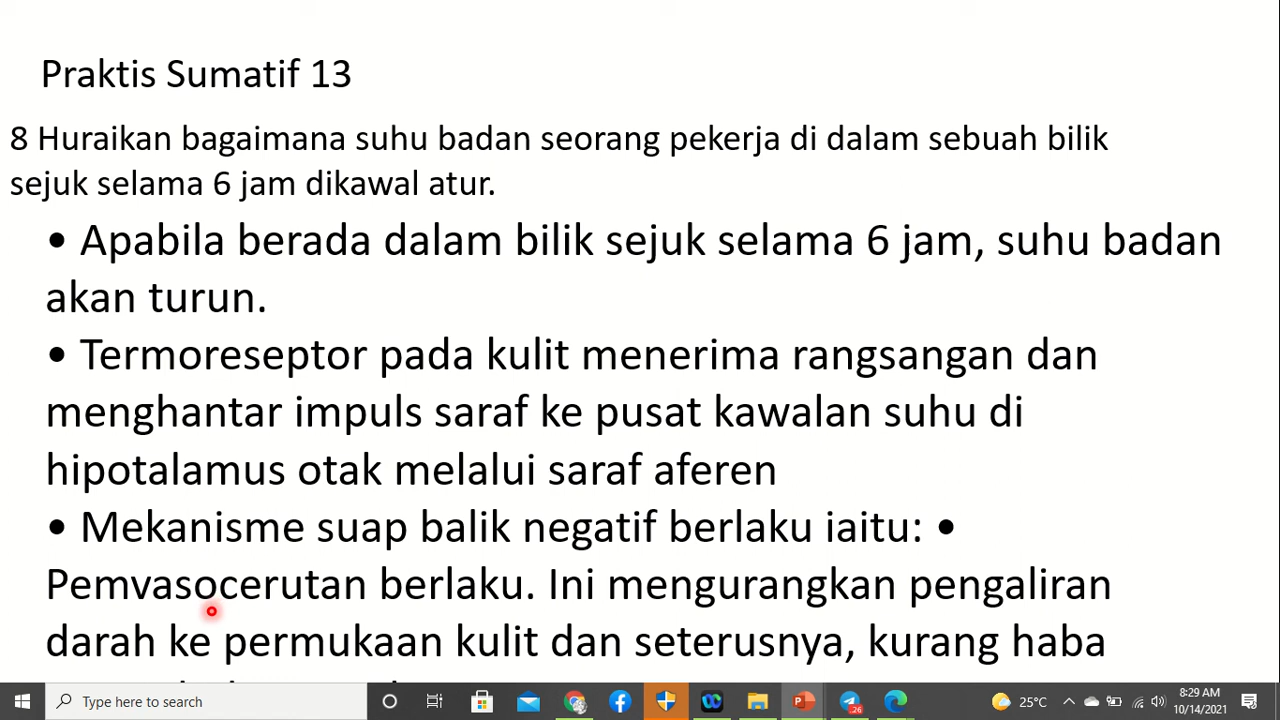 Praktis Sumatif 13
8 Huraikan bagaimana suhu badan seorang pekerja di dalam sebuah bilik
sejuk selama 6 jam dikawal atur.
• Apabila berada dalam bilik sejuk selama 6 jam, suhu badan
akan turun.
• Termoreseptor pada kulit menerima rangsangan dan
menghantar impuls saraf ke pusat kawalan suhu di
hipotalamus otak melalui saraf aferen
• Mekanisme suap balik negatif berlaku iaitu: •
Pemvasocerutan berlaku. Ini mengurangkan pengaliran
darah ke permukaan kulit dan seterusnya, kurang haba
Type here to search
26
25°C
8:29 AM
10/14/2021